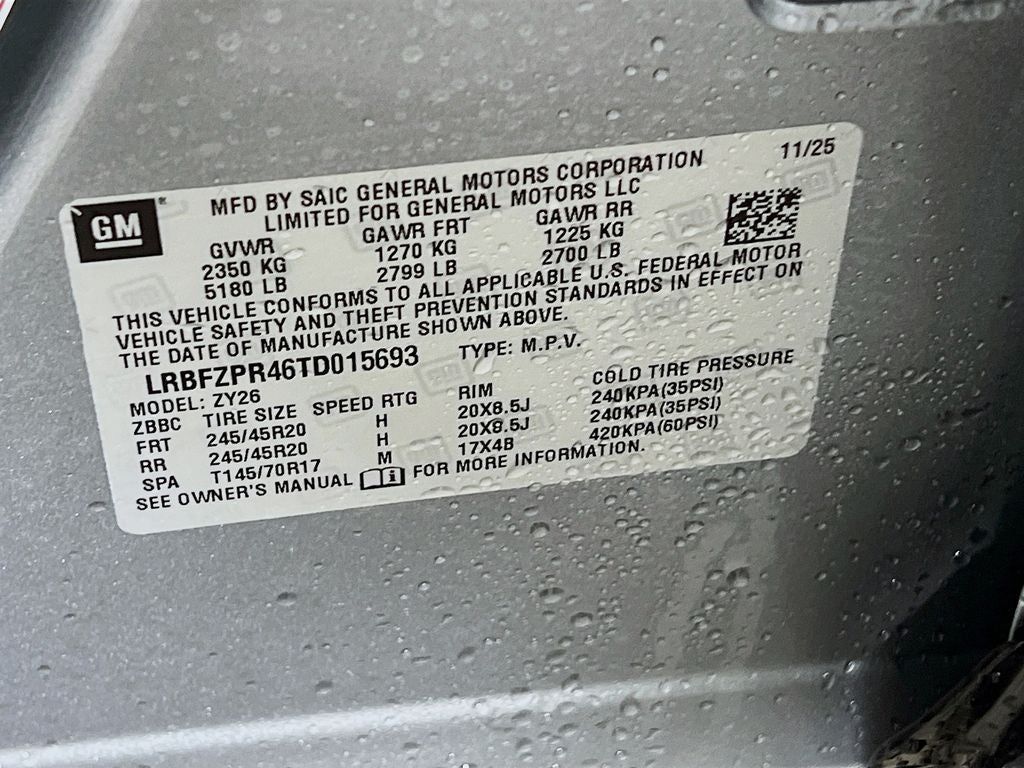 GM
MFD BY SAIC GENERAL MOTORS CORPORATION 11/25
LIMITED FOR GENERAL MOTORS LLC
GVWR GAWR FRT GAWR RR
2350 KG 1270 KG 1225 KG
5180 LB 2799 LB 2700 LB
THIS VEHICLE CONFORMS TO ALL APPLICABLE U.S. FEDERAL MOTOR
VEHICLE SAFETY AND THEFT PREVENTION STANDARDS IN EFFECT ON
THE DATE OF MANUFACTURE SHOWN ABOVE.
LRBFZPR46TD015693 TYPE: M.P.V.
MODEL: ZY26
ZBBC TIRE SIZE SPEED RTG RIM COLD TIRE PRESSURE
FRT 245/45R20 H 20X8.5J 240KPA(35PSI)
RR 245/45R20 H 20X8.5J 240KPA(35PSI)
SPA T145/70R17 M 17X4B 420KPA(60PSI)
SEE OWNER'S MANUAL FOR MORE INFORMATION.